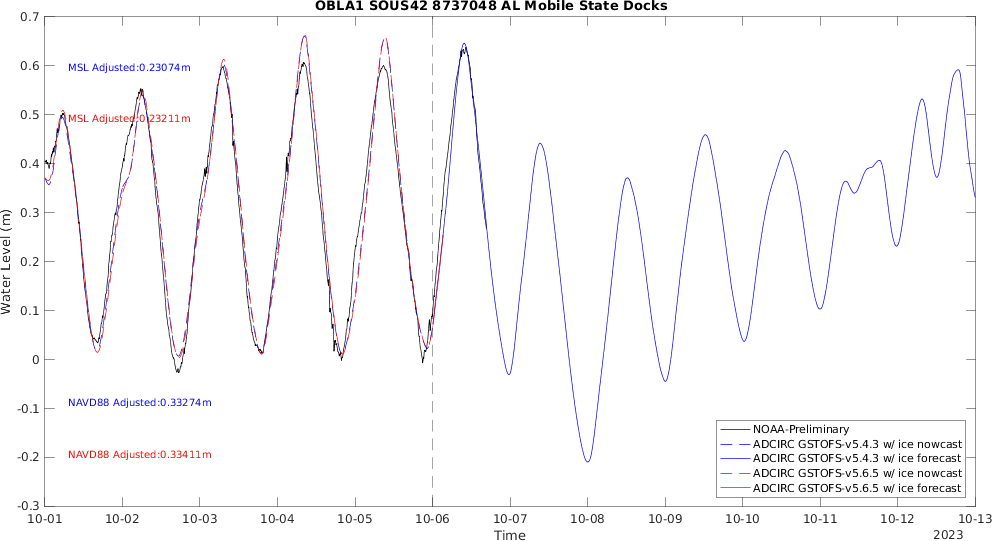 OBLA1 SOUS42 8737048 AL Mobile State Docks
Water Level (m)
0.7
0.6
0.5
0.4
0.3
0.2
0.1
0
-0.1
-0.2
-0.3
MSL Adjusted:0.23074m
MSL Adjusted:0.23211m
NAVD88 Adjusted:0.33274m
NAVD88 Adjusted:0.33411m
NOAA-Preliminary
ADCIRC GSTOFS-v5.4.3 w/ ice nowcast
ADCIRC GSTOFS-v5.4.3 w/ ice forecast
ADCIRC GSTOFS-v5.6.5 w/ ice nowcast
ADCIRC GSTOFS-v5.6.5 w/ ice forecast
10-01 10-02 10-03 10-04 10-05 10-06 10-07 10-08 10-09 10-10 10-11 10-12 10-13
Time
2023